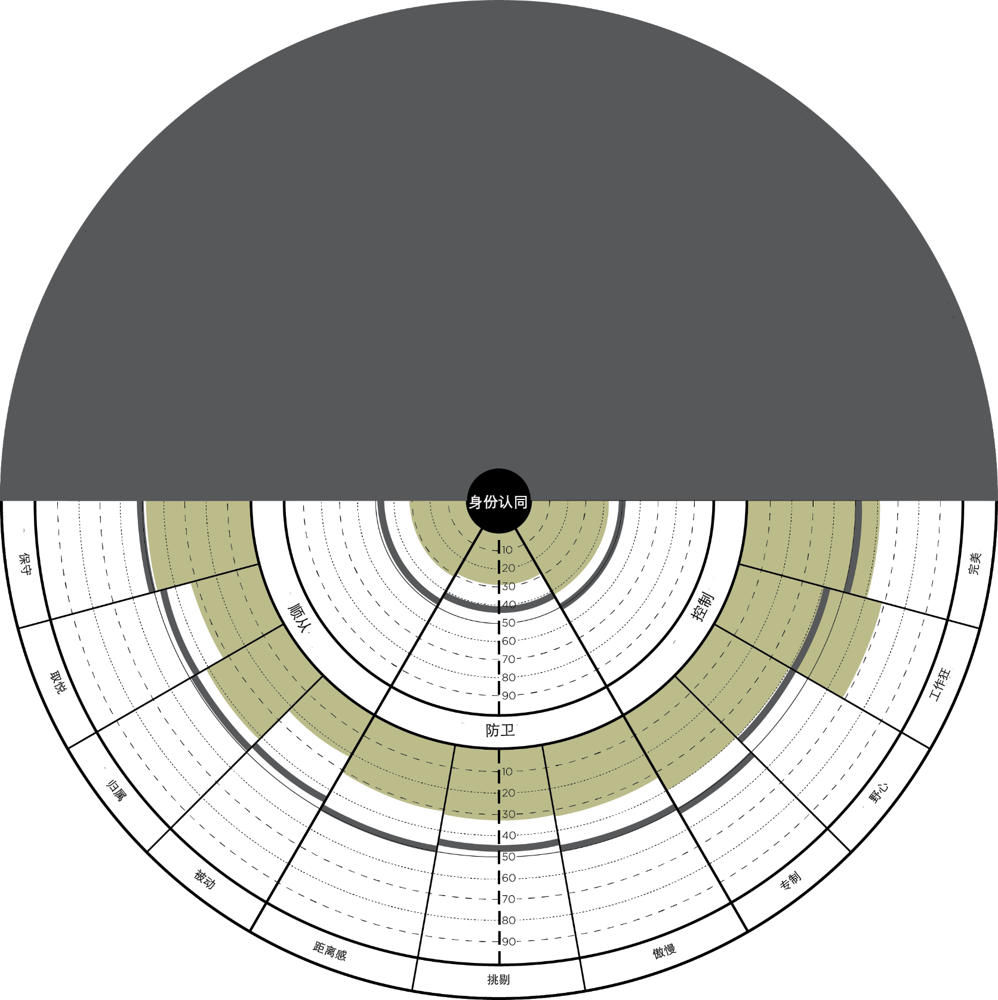 身份认同
10
20
30
40
50
60
70
80
90
顺从
防卫
控制
10
20
30
40
50
60
70
80
90
保守
取悦
归属
被动
距离感
挑剔
傲慢
专制
野心
工作狂
完美